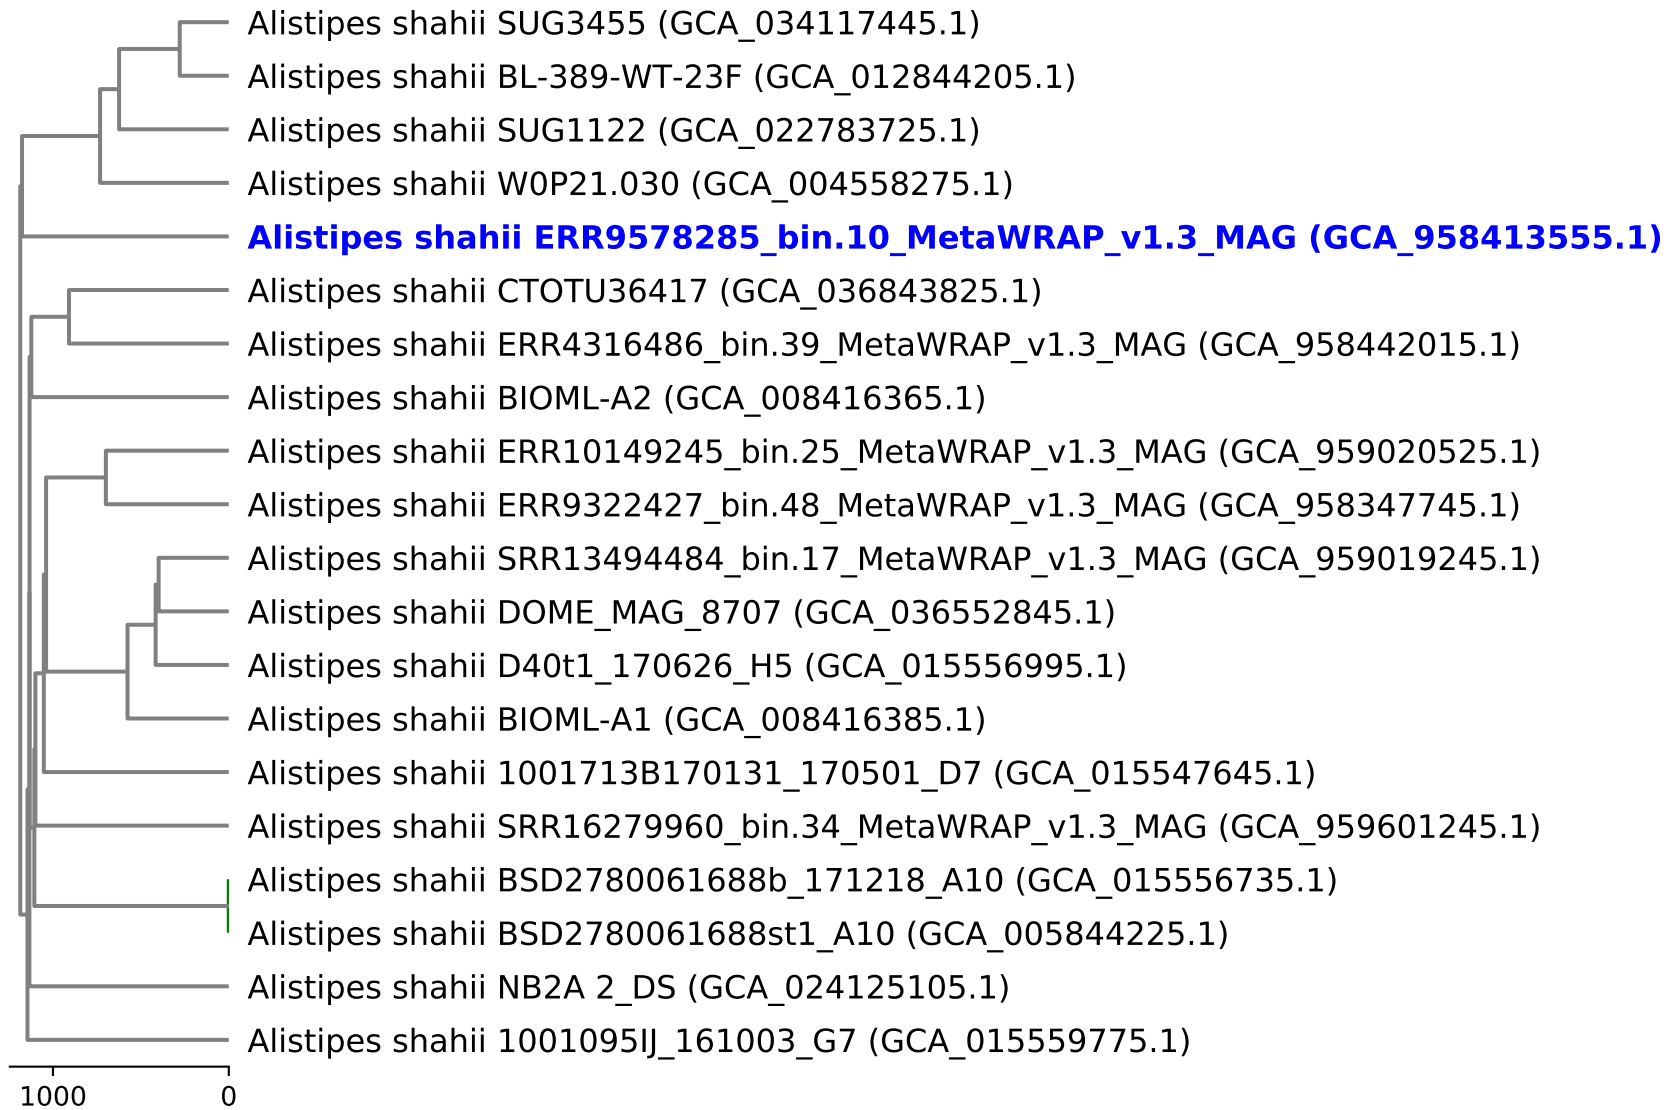 Alistipes shahii SUG3455 (GCA_034117445.1)
Alistipes shahii BL-389-WT-23F (GCA_012844205.1)
Alistipes shahii SUG1122 (GCA_022783725.1)
Alistipes shahii W0P21.030 (GCA_004558275.1)
Alistipes shahii ERR9578285_bin.10_MetaWRAP_v1.3_MAG (GCA_958413555.1)
Alistipes shahii CTOTU36417 (GCA_036843825.1)
Alistipes shahii ERR4316486_bin.39_MetaWRAP_v1.3_MAG (GCA_958442015.1)
Alistipes shahii BIOML-A2 (GCA_008416365.1)
Alistipes shahii ERR10149245_bin.25_MetaWRAP_v1.3_MAG (GCA_959020525.1)
Alistipes shahii ERR9322427_bin.48_MetaWRAP_v1.3_MAG (GCA_958347745.1)
Alistipes shahii SRR13494484_bin.17_MetaWRAP_v1.3_MAG (GCA_959019245.1)
Alistipes shahii DOME_MAG_8707 (GCA_036552845.1)
Alistipes shahii D40t1_170626_H5 (GCA_015556995.1)
Alistipes shahii BIOML-A1 (GCA_008416385.1)
Alistipes shahii 1001713B170131_170501_D7 (GCA_015547645.1)
Alistipes shahii SRR16279960_bin.34_MetaWRAP_v1.3_MAG (GCA_959601245.1)
Alistipes shahii BSD2780061688b_171218_A10 (GCA_015556735.1)
Alistipes shahii BSD2780061688st1_A10 (GCA_005844225.1)
Alistipes shahii NB2A 2_DS (GCA_024125105.1)
Alistipes shahii 1001095IJ_161003_G7 (GCA_015559775.1)
1000 0